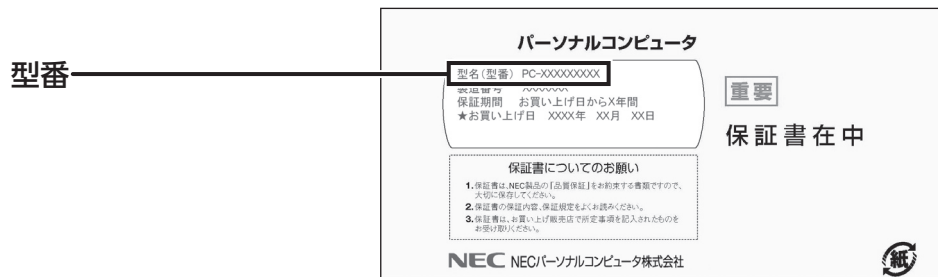 型番
パーソナルコンピュータ
型名(型番) PC-XXXXXXXXX
製造番号 XXXXXXX
保証期間 お買い上げ日からX年間
★お買い上げ日 XXXX年 XX月 XX日
重要
保証書在中
保証書についてのお願い
1.保証書は、NEC製品の「品質保証」をお約束する書類ですので、
大切に保存してください。
2.保証書の保証内容、保証規定をよくお読みください。
3.保証書は、お買い上げ販売店で所定事項を記入されたものを
お受け取りください。
NEC NECパーソナルコンピュータ株式会社
紙